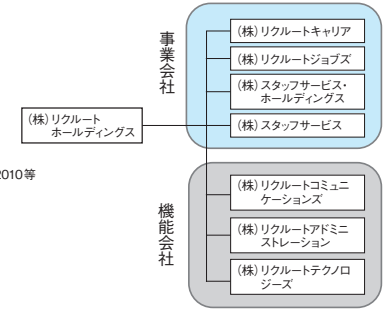 事業会社
(株)リクルートキャリア
(株)リクルートジョブズ
(株)スタッフサービス・
ホールディングス
(株)スタッフサービス
(株)リクルート
ホールディングス
2010等
機能会社
(株)リクルートコミュニ
ケーションズ
(株)リクルートアドミニ
ストレーション
(株)リクルートテクノロ
ジーズ